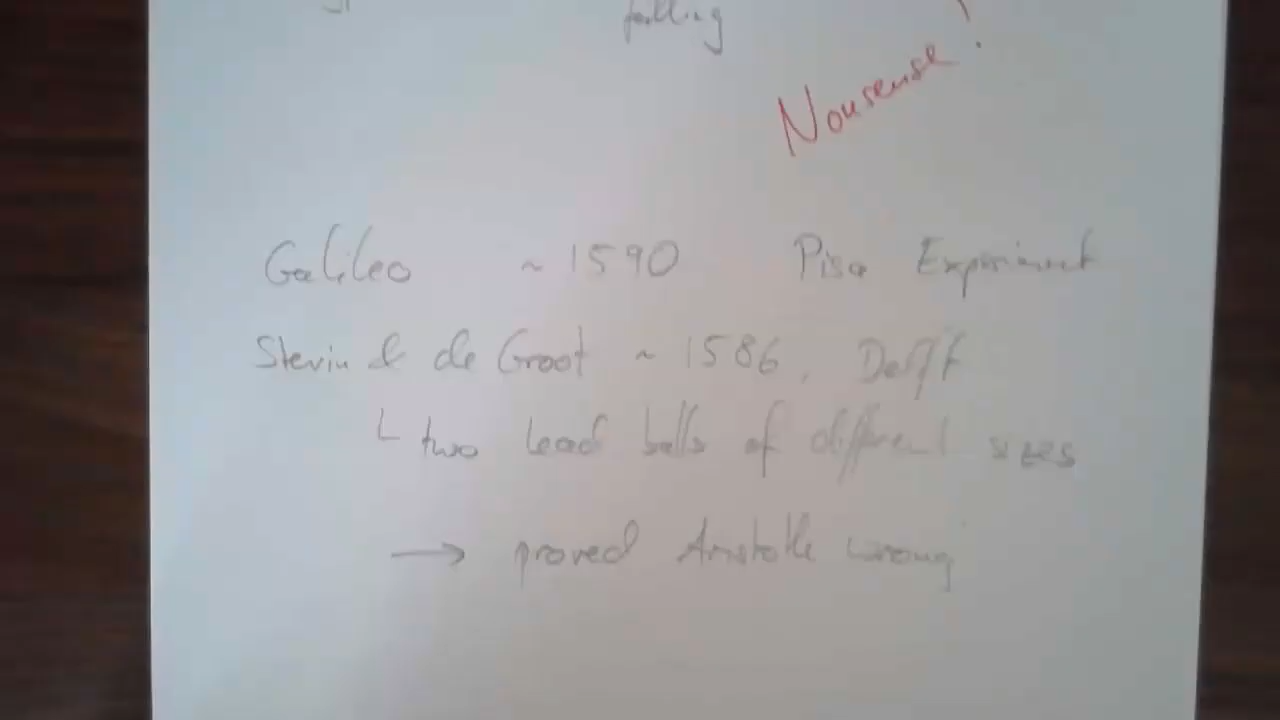 falling
Nonsense!
Galileo ~ 1590 Pisa Experiment
Stevin & de Groot ~ 1586, Delft
two lead balls of different sizes
→ proved Aristotle wrong